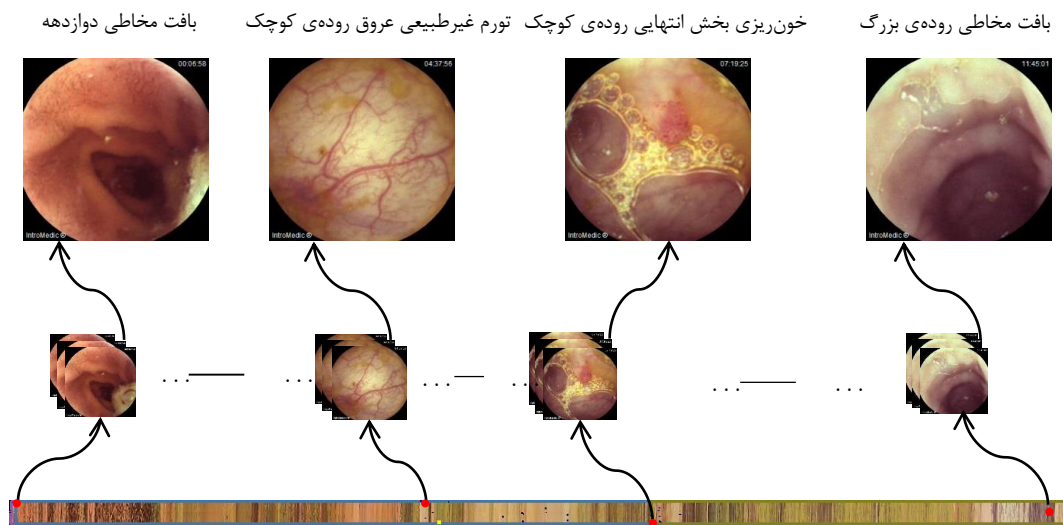 بافت مخاطی دوازدهه
تورم غیرطبیعی عروق روده‌ی کوچک
خون‌ریزی بخش انتهایی روده‌ی کوچک
بافت مخاطی روده‌ی بزرگ
00:06:58
04:37:56
07:19:25
11:45:01
IntroMedic ®
IntroMedic ®
IntroMedic ®
IntroMedic ®